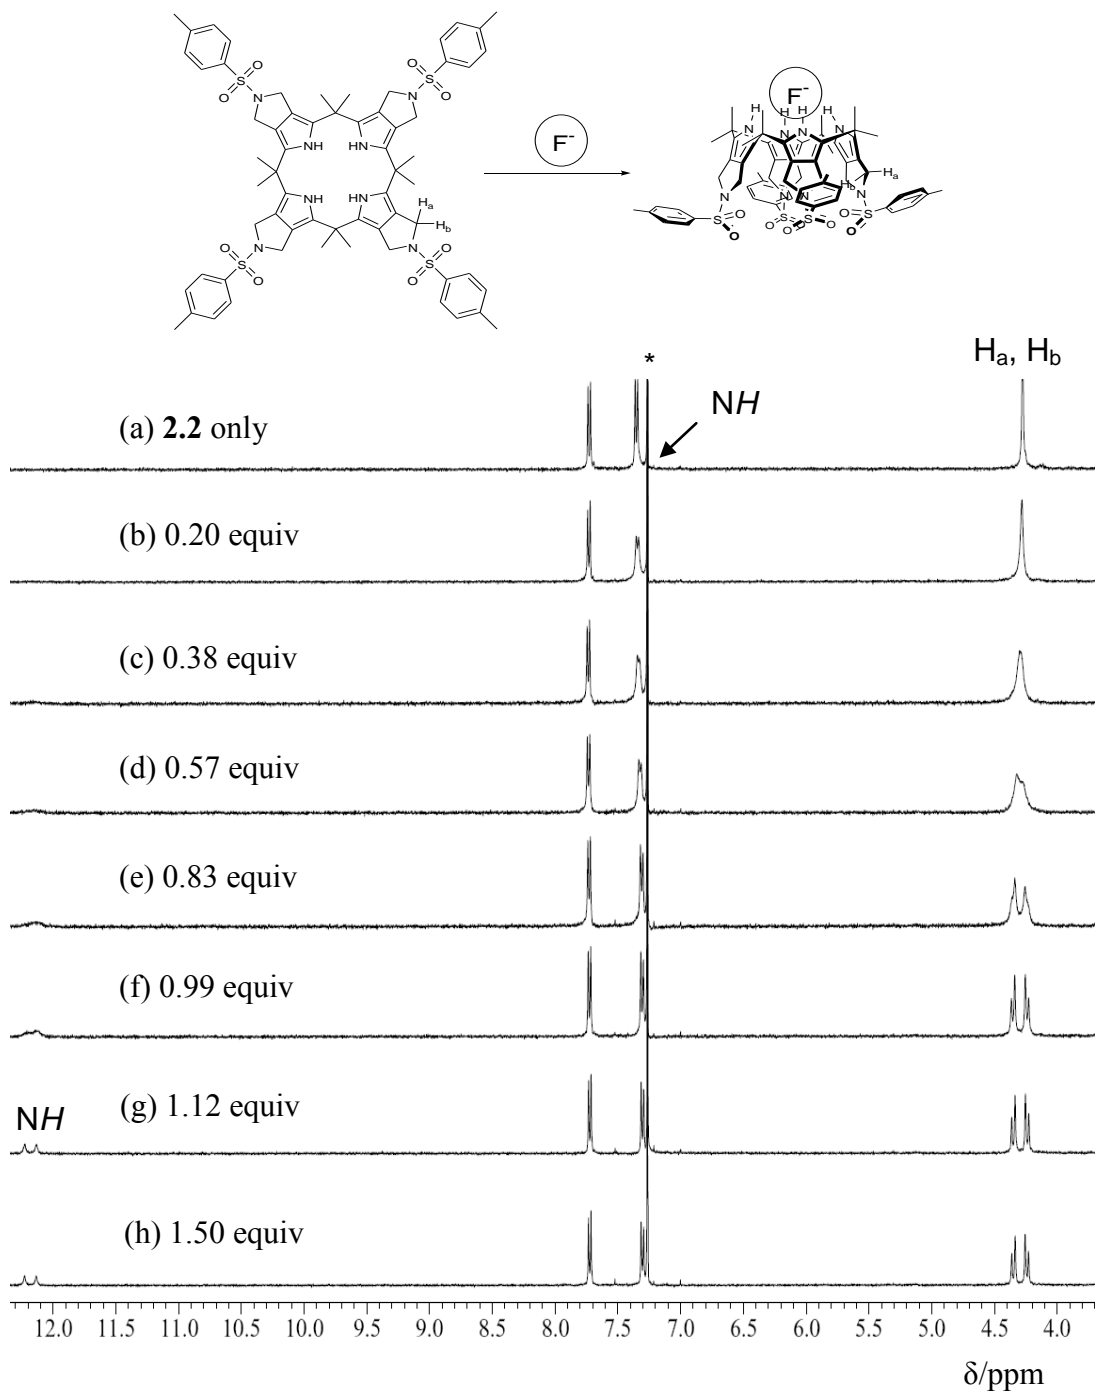 O S O N
N S O O
NH HN
NH HN
F⁻
F⁻
H H H H
N N N N
Hₐ
H_b
Hₐ
H_b
O S O N
N S O O
N S O O
N S O O
*
Hₐ, H_b
NH
(a) 2.2 only
(b) 0.20 equiv
(c) 0.38 equiv
(d) 0.57 equiv
(e) 0.83 equiv
(f) 0.99 equiv
NH
(g) 1.12 equiv
(h) 1.50 equiv
12.0 11.5 11.0 10.5 10.0 9.5 9.0 8.5 8.0 7.5 7.0 6.5 6.0 5.5 5.0 4.5 4.0
δ/ppm